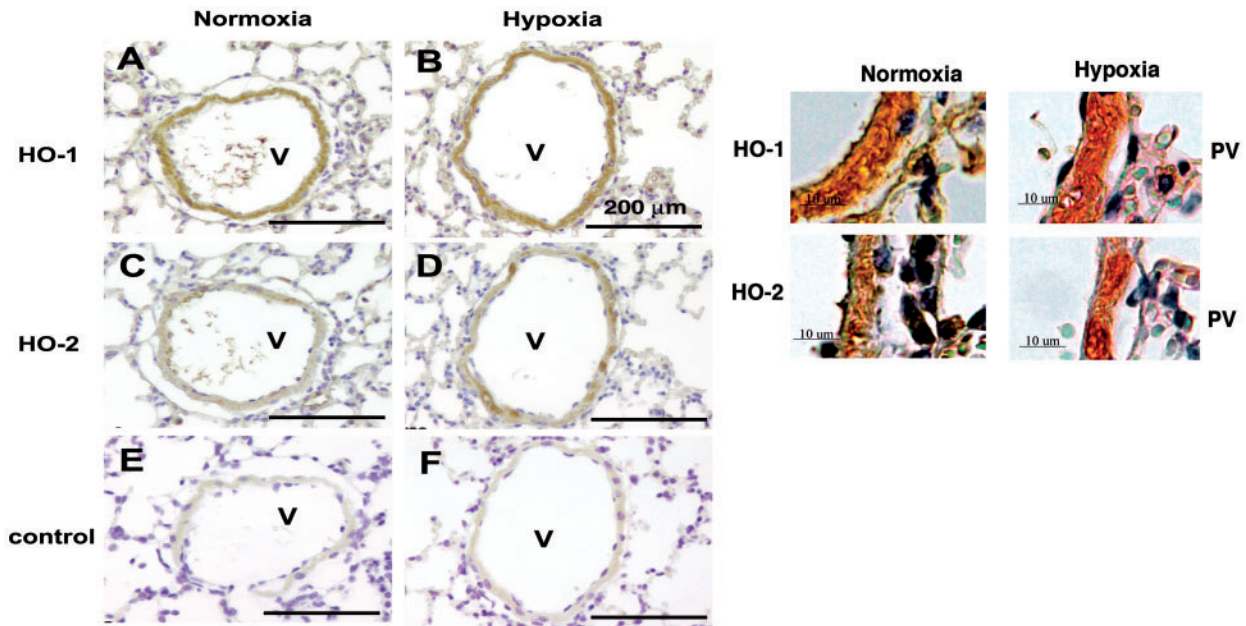 Normoxia Hypoxia
A B
HO-1 V V
200 μm
C D
HO-2 V V
E F
control V V
Normoxia Hypoxia
HO-1 10 um 10 um PV
HO-2 10 um 10 um PV